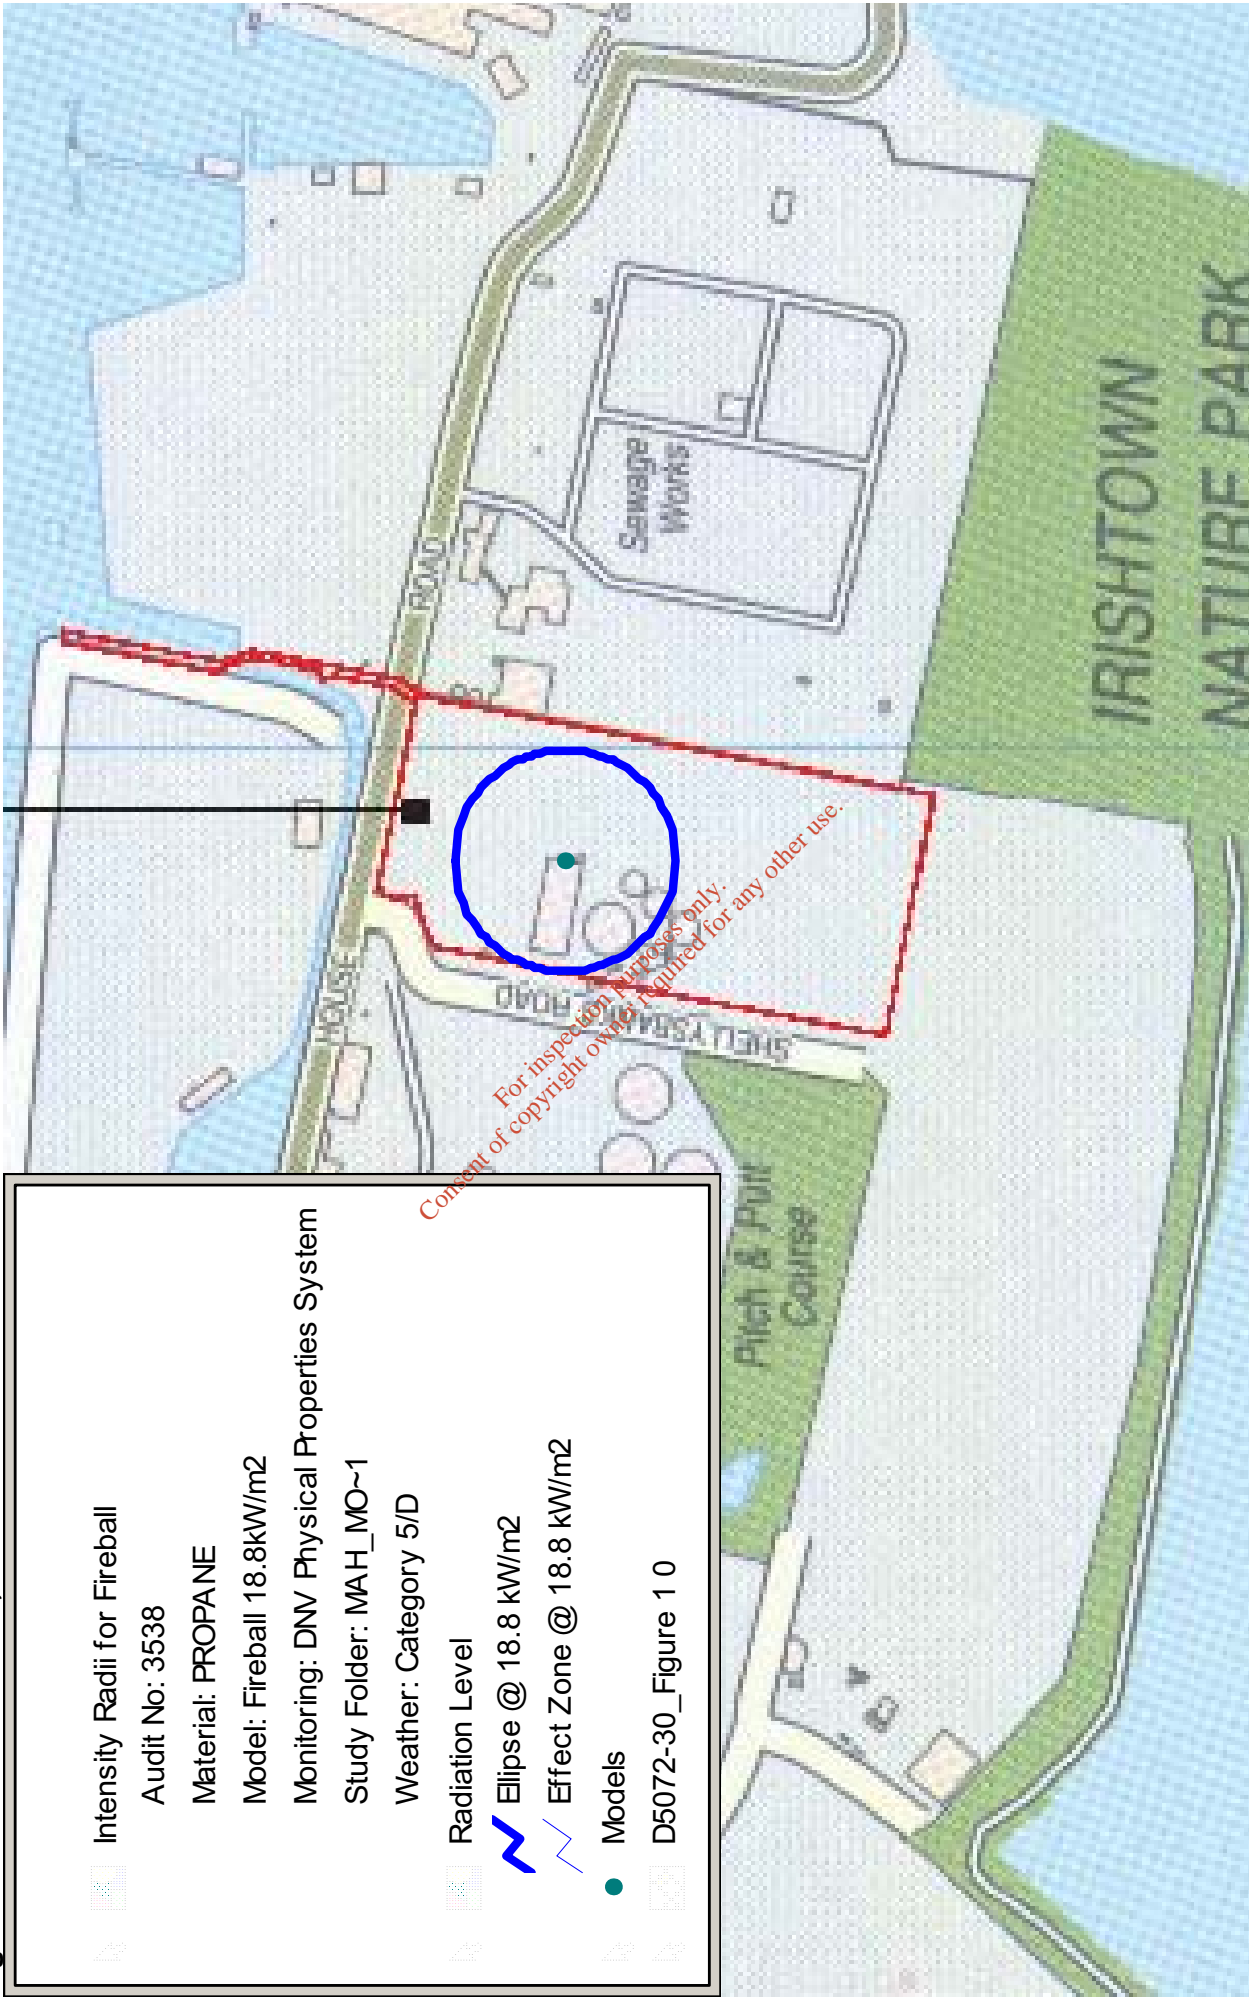 Intensity Radii for Fireball
Audit No: 3538
Material: PROPANE
Model: Fireball 18.8kW/m2
Monitoring: DNV Physical Properties System
Study Folder: MAH_MO~1
Weather: Category 5/D
Radiation Level
Ellipse @ 18.8 kW/m2
Effect Zone @ 18.8 kW/m2
Models
D5072-30_Figure 1 0
HOUSE
ROAD
SHELLYSBANKS ROAD
Sewage
Works
Pitch & Putt
Course
IRISHTOWN
NATURE PARK
For inspection purposes only.
Consent of copyright owner required for any other use.